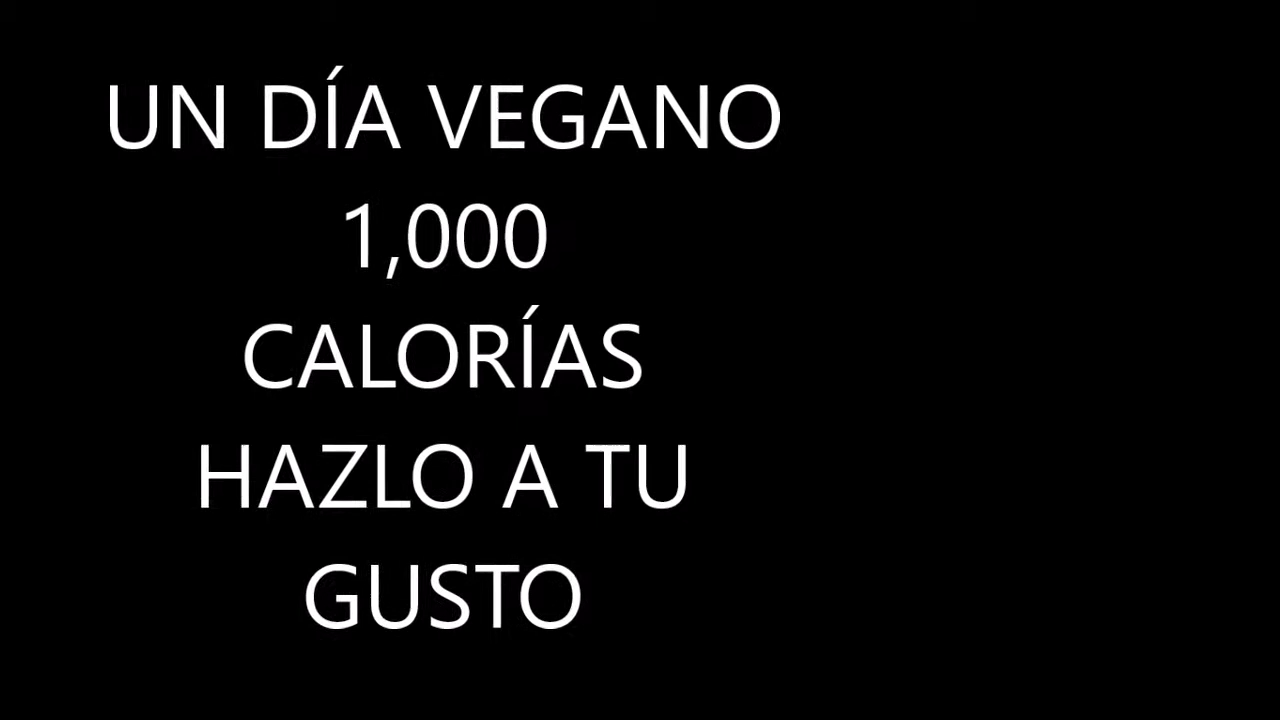 UN DÍA VEGANO
1,000
CALORÍAS
HAZLO A TU
GUSTO